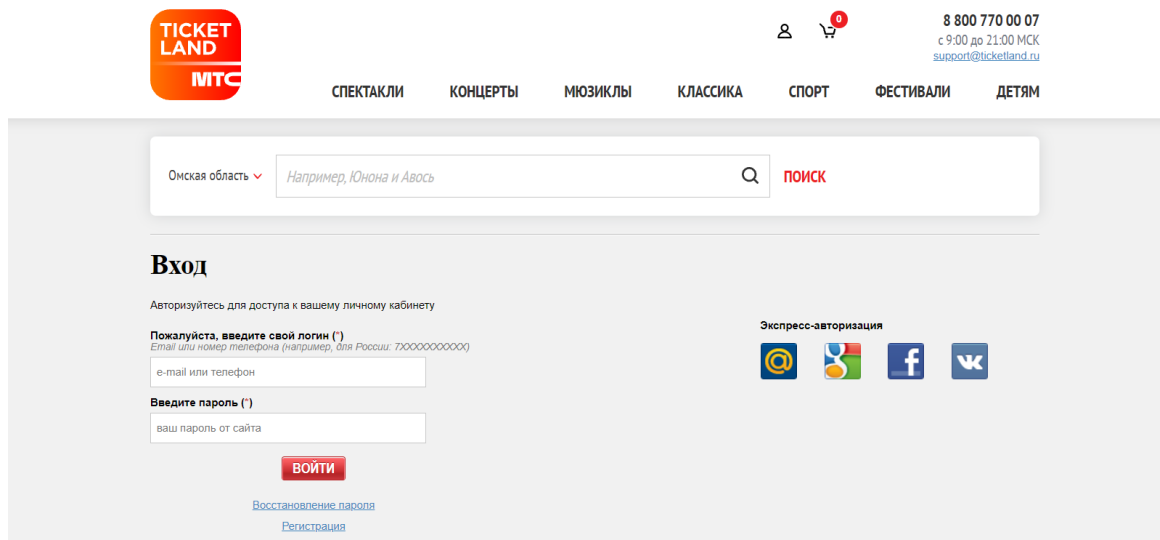 TICKET
LAND
МТС
0
8 800 770 00 07
с 9:00 до 21:00 МСК
support@ticketland.ru
СПЕКТАКЛИ КОНЦЕРТЫ МЮЗИКЛЫ КЛАССИКА СПОРТ ФЕСТИВАЛИ ДЕТЯМ
Омская область Например, Юнона и Авось ПОИСК
Вход
Авторизуйтесь для доступа к вашему личному кабинету
Экспресс-авторизация
Пожалуйста, введите свой логин (*)
Email или номер телефона (например, для России: 7XXXXXXXXXX)
e-mail или телефон
Введите пароль (*)
ваш пароль от сайта
ВОЙТИ
Восстановление пароля
Регистрация